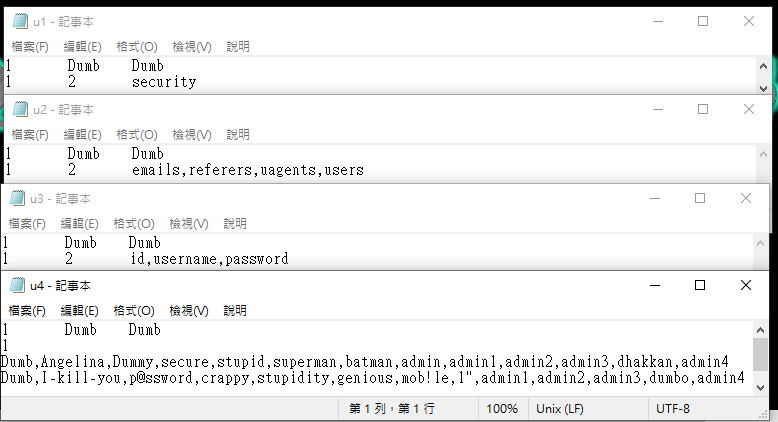 u1 - 記事本
檔案(F) 編輯(E) 格式(O) 檢視(V) 說明
1 Dumb Dumb
1 2 security
u2 - 記事本
檔案(F) 編輯(E) 格式(O) 檢視(V) 說明
1 Dumb Dumb
1 2 emails,referers,uagents,users
u3 - 記事本
檔案(F) 編輯(E) 格式(O) 檢視(V) 說明
1 Dumb Dumb
1 2 id,username,password
u4 - 記事本
檔案(F) 編輯(E) 格式(O) 檢視(V) 說明
1 Dumb Dumb
1
Dumb,Angelina,Dummy,secure,stupid,superman,batman,admin,admin1,admin2,admin3,dhakkan,admin4
Dumb,I-kill-you,p@ssword,crappy,stupidity,genious,mob!le,1",admin1,admin2,admin3,dumbo,admin4
第 1 列，第 1 行 100% Unix (LF) UTF-8